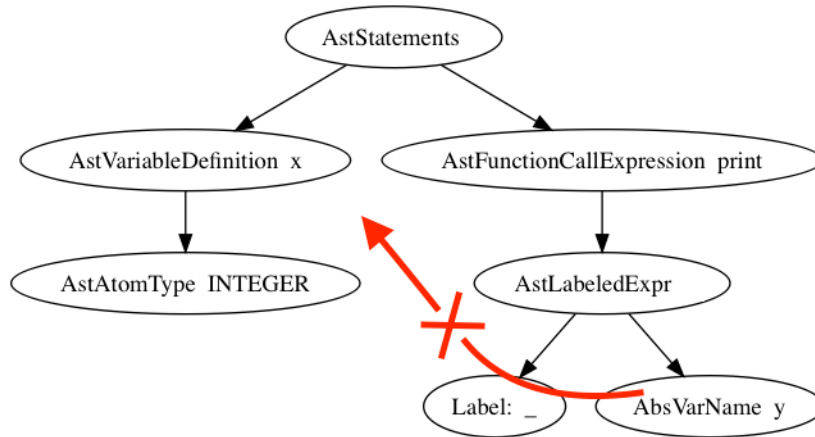 AstStatements
AstVariableDefinition x
AstFunctionCallExpression print
AstAtomType INTEGER
AstLabeledExpr
Label: _
AbsVarName y